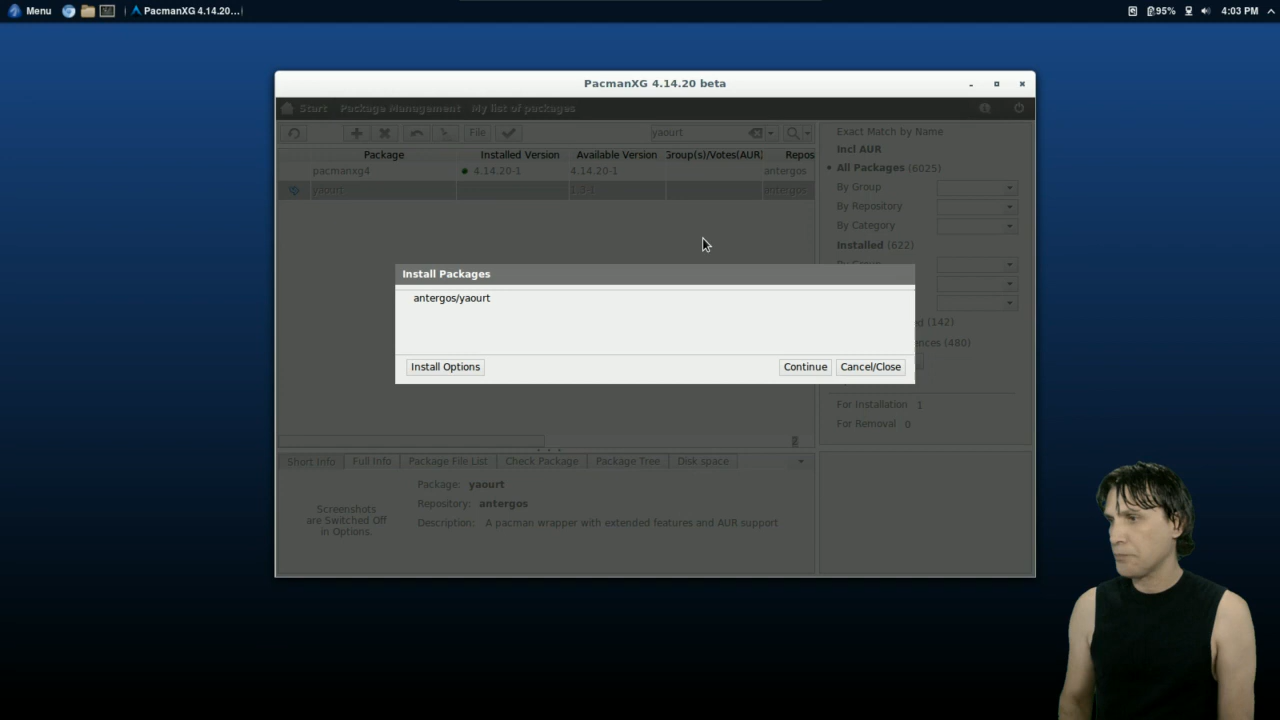 Menu
PacmanXG 4.14.20...
95%
4:03 PM
PacmanXG 4.14.20 beta
Start Package Management My list of packages
File
yaourt
Package Installed Version Available Version Group(s)/Votes(AUR) Repos
pacmanxg4 4.14.20-1 4.14.20-1 antergos
yaourt antergos
Exact Match by Name
Incl AUR
All Packages (6025)
By Group
By Repository
By Category
Installed (622)
(142)
(480)
For Installation 1
For Removal 0
Install Packages
antergos/yaourt
Install Options Continue Cancel/Close
Short Info Full Info Package File List Check Package Package Tree Disk space
Screenshots
are Switched Off
in Options.
Package: yaourt
Repository: antergos
Description: A pacman wrapper with extended features and AUR support